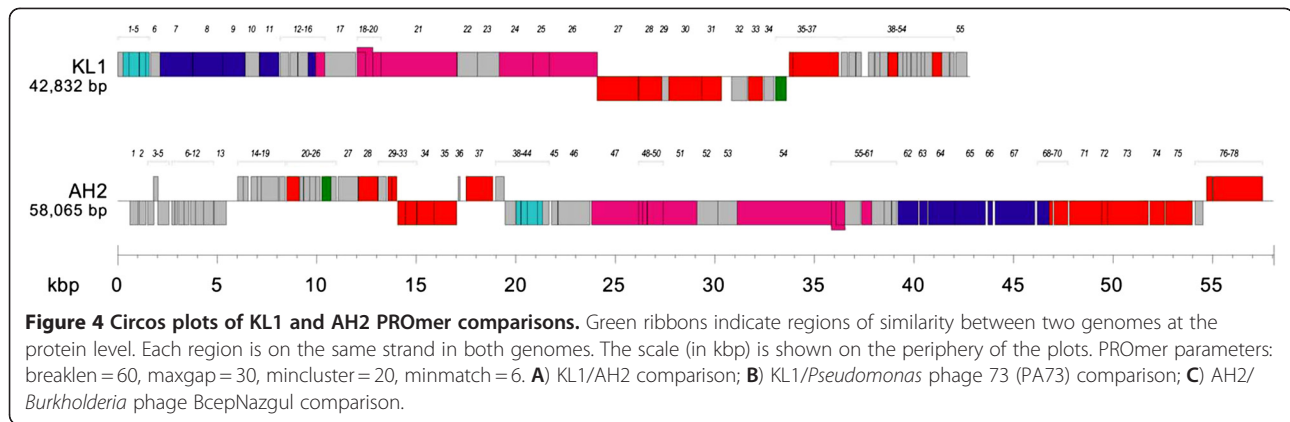 1-5 6 7 8 9 10 11 12-16 17 18-20 21 22 23 24 25 26 27 28 29 30 31 32 33 34 35-37 38-54 55
KL1
42,832 bp
1 2 3-5 6-12 13 14-19 20-26 27 28 29-33 34 35 36 37 38-44 45 46 47 48-50 51 52 53 54 55-61 62 63 64 65 66 67 68-70 71 72 73 74 75 76-78
AH2
58,065 bp
kbp 0 5 10 15 20 25 30 35 40 45 50 55
Figure 4 Circos plots of KL1 and AH2 PROmer comparisons. Green ribbons indicate regions of similarity between two genomes at the
protein level. Each region is on the same strand in both genomes. The scale (in kbp) is shown on the periphery of the plots. PROmer parameters:
breaklen = 60, maxgap = 30, mincluster = 20, minmatch = 6. A) KL1/AH2 comparison; B) KL1/Pseudomonas phage 73 (PA73) comparison; C) AH2/
Burkholderia phage BcepNazgul comparison.